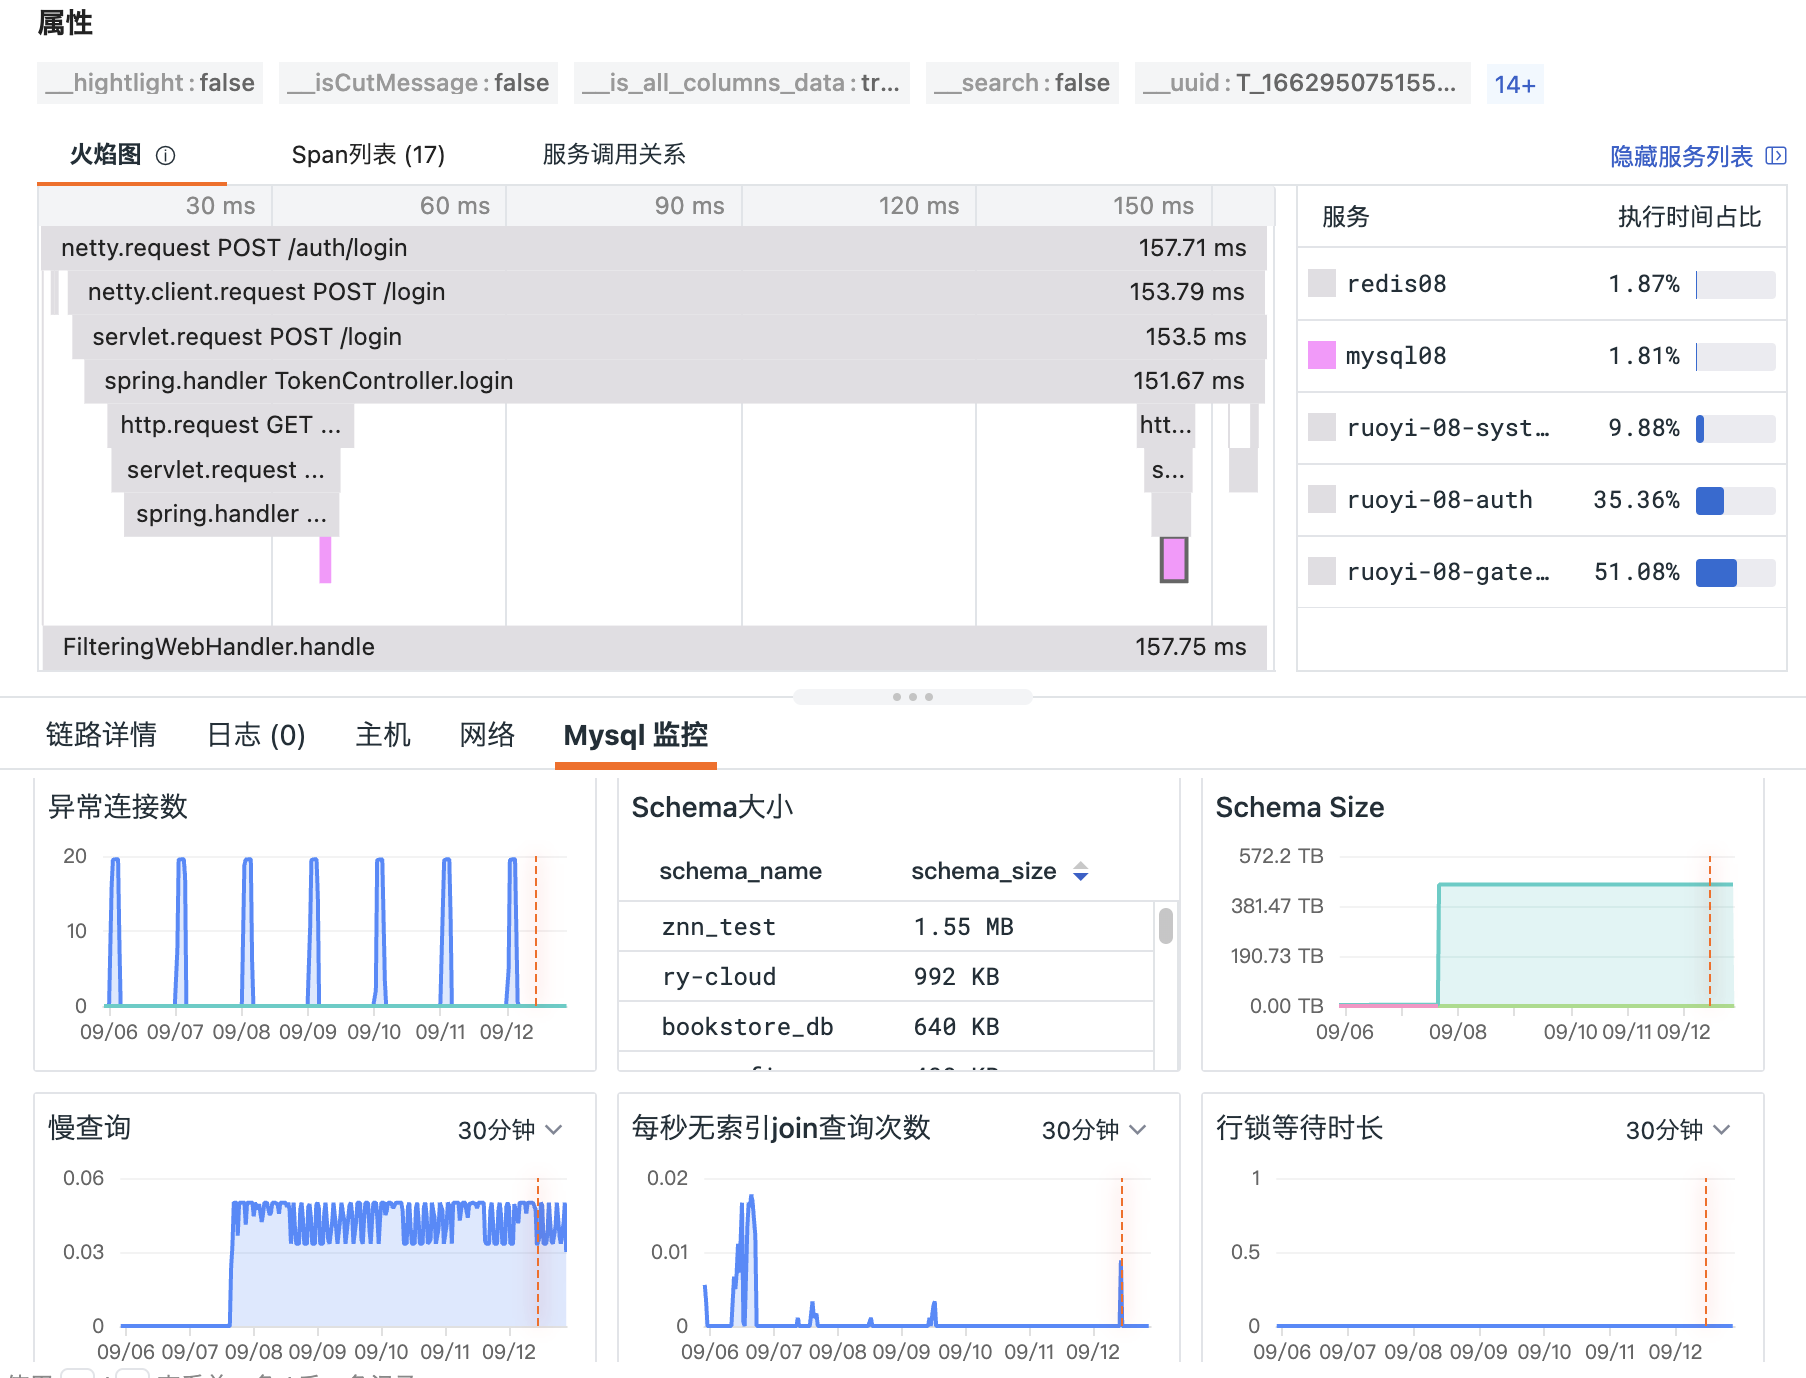 属性
__hightlight : false __isCutMessage : false __is_all_columns_data : tr... __search : false __uuid : T_166295075155... 14+
火焰图 Span列表 (17) 服务调用关系 隐藏服务列表
30 ms 60 ms 90 ms 120 ms 150 ms
netty.request POST /auth/login 157.71 ms
netty.client.request POST /login 153.79 ms
servlet.request POST /login 153.5 ms
spring.handler TokenController.login 151.67 ms
http.request GET ... htt...
servlet.request ... s...
spring.handler ...
FilteringWebHandler.handle 157.75 ms
服务 执行时间占比
redis08 1.87%
mysql08 1.81%
ruoyi-08-syst... 9.88%
ruoyi-08-auth 35.36%
ruoyi-08-gate... 51.08%
链路详情 日志 (0) 主机 网络 Mysql 监控
异常连接数
20
10
0
09/06 09/07 09/08 09/09 09/10 09/11 09/12
Schema大小
schema_name schema_size
znn_test 1.55 MB
ry-cloud 992 KB
bookstore_db 640 KB
Schema Size
572.2 TB
381.47 TB
190.73 TB
0.00 TB
09/06 09/08 09/10 09/11 09/12
慢查询 30分钟
0.06
0.03
0
09/06 09/07 09/08 09/09 09/10 09/11 09/12
每秒无索引join查询次数 30分钟
0.02
0.01
0
09/06 09/07 09/08 09/09 09/10 09/11 09/12
行锁等待时长 30分钟
1
0.5
0
09/06 09/07 09/08 09/09 09/10 09/11 09/12